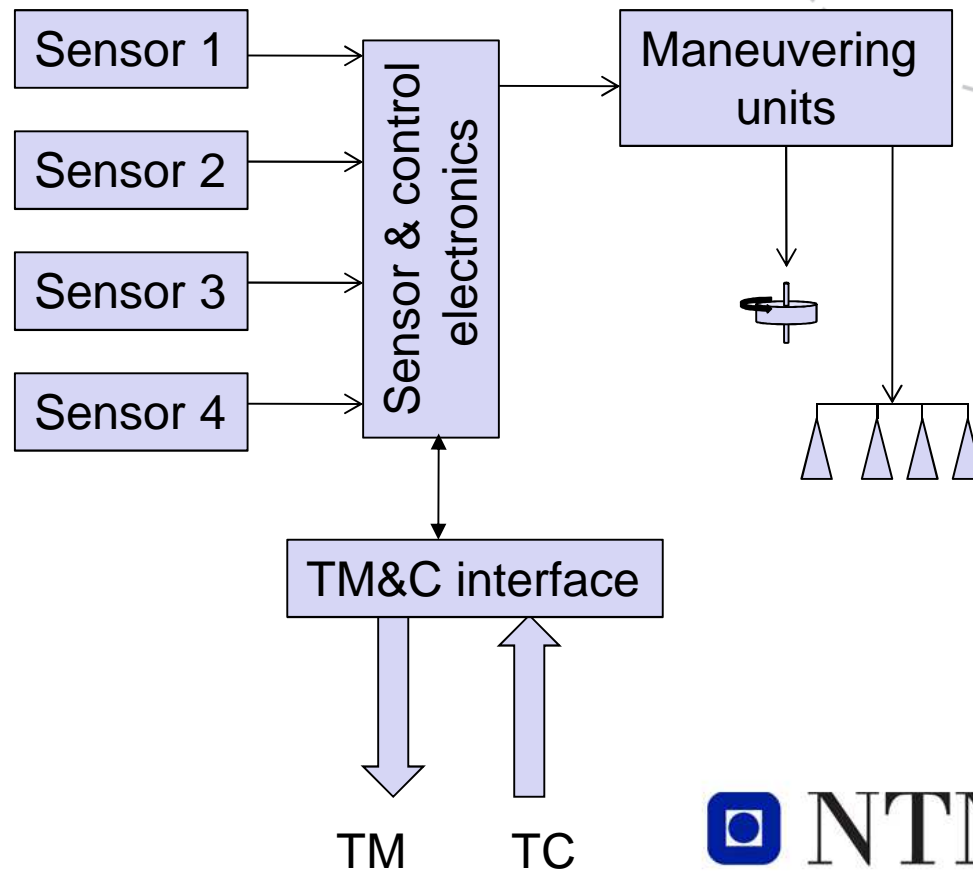 Sensor 1
Sensor 2
Sensor 3
Sensor 4
Sensor & control
electronics
Maneuvering
units
TM&C interface
TM
TC